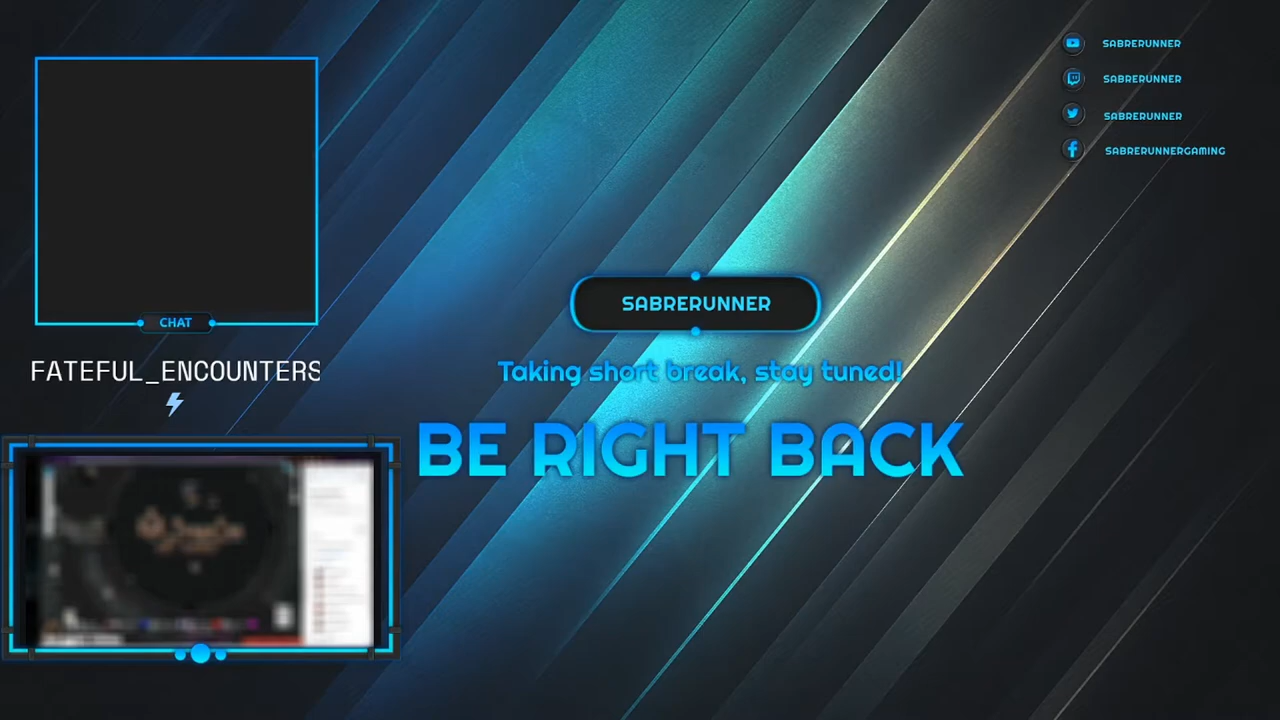 SABRERUNNER
SABRERUNNER
SABRERUNNER
SABRERUNNERGAMING
CHAT
FATEFUL_ENCOUNTERS
SABRERUNNER
Taking short break, stay tuned!
BE RIGHT BACK